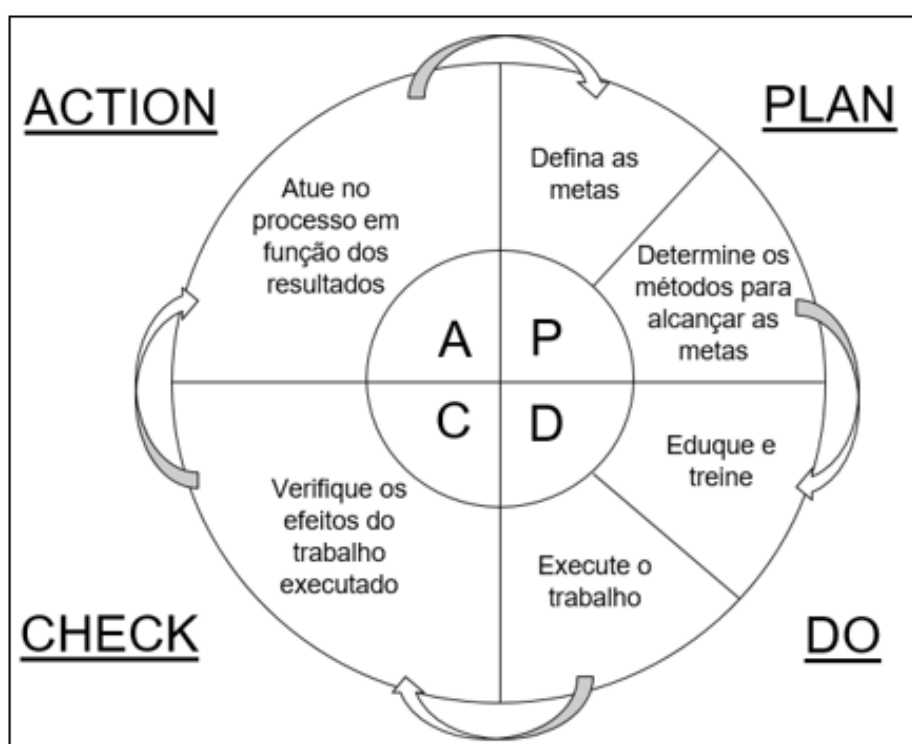 ACTION
PLAN
Defina as
metas
Determine os
métodos para
alcançar as
metas
Atue no
processo em
função dos
resultados
A
P
C
D
Eduque e
treine
Execute o
trabalho
Verifique os
efeitos do
trabalho
executado
CHECK
DO